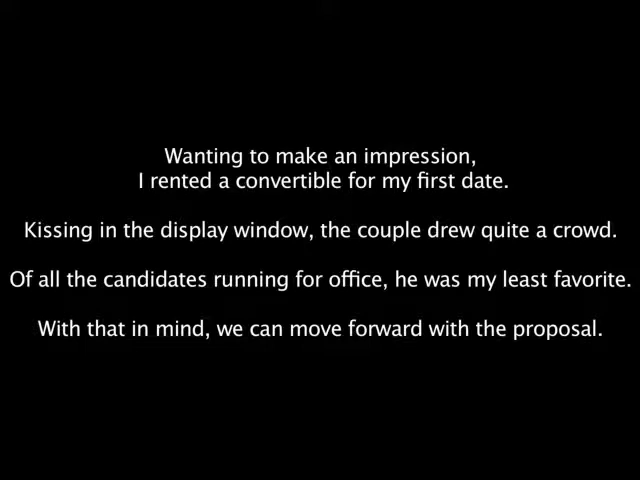 Wanting to make an impression,
I rented a convertible for my first date.
Kissing in the display window, the couple drew quite a crowd.
Of all the candidates running for office, he was my least favorite.
With that in mind, we can move forward with the proposal.